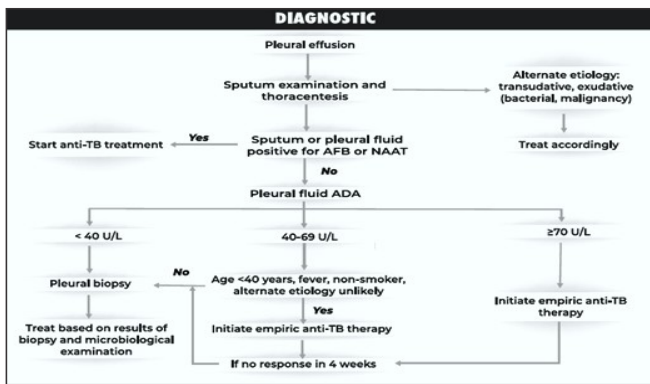 DIAGNOSTIC
Pleural effusion
Sputum examination and
thoracentesis
Alternate etiology:
transudative, exudative
(bacterial, malignancy)
Treat accordingly
Start anti-TB treatment
Yes
Sputum or pleural fluid
positive for AFB or NAAT
No
Pleural fluid ADA
< 40 U/L
40-69 U/L
≥70 U/L
Pleural biopsy
No
Age <40 years, fever, non-smoker,
alternate etiology unlikely
Yes
Initiate empiric anti-TB
therapy
Treat based on results of
biopsy and microbiological
examination
Initiate empiric anti-TB therapy
If no response in 4 weeks